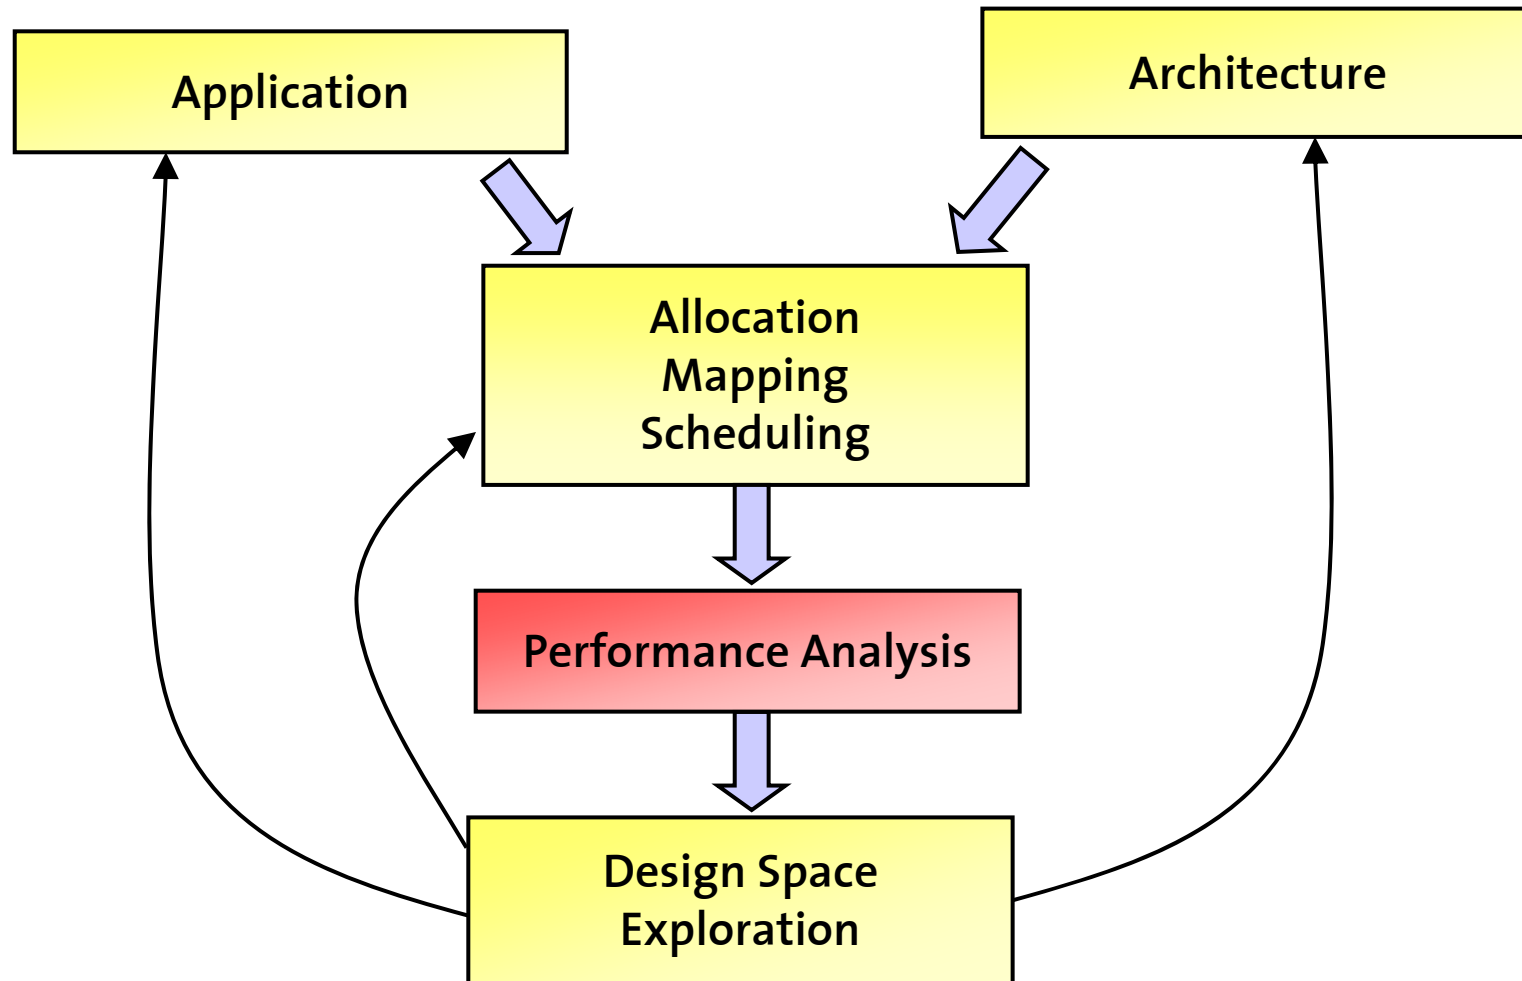 Application
Architecture
Allocation
Mapping
Scheduling
Performance Analysis
Design Space
Exploration